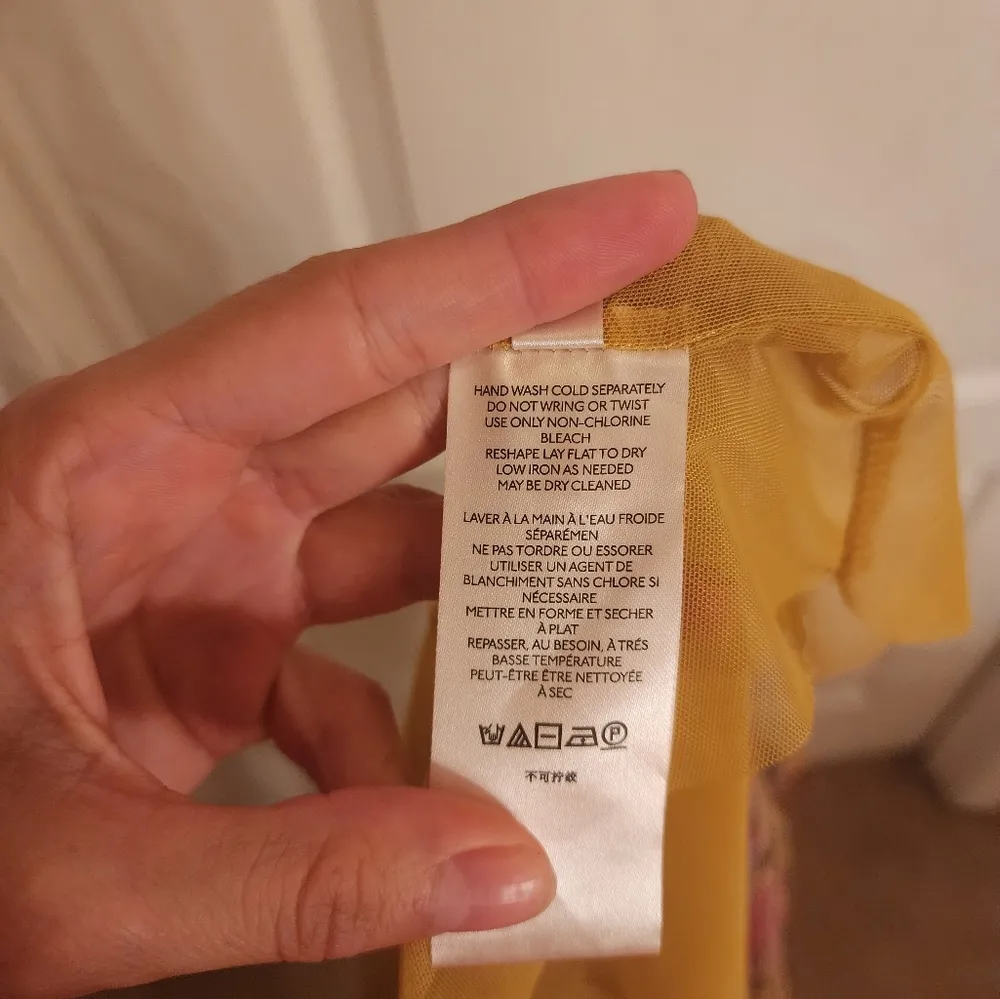 HAND WASH COLD SEPARATELY
DO NOT WRING OR TWIST
USE ONLY NON-CHLORINE
BLEACH
RESHAPE LAY FLAT TO DRY
LOW IRON AS NEEDED
MAY BE DRY CLEANED
LAVER À LA MAIN À L'EAU FROIDE
SÉPARÉMEN
NE PAS TORDRE OU ESSORER
UTILISER UN AGENT DE
BLANCHIMENT SANS CHLORE SI
NÉCESSAIRE
METTRE EN FORME ET SECHER
À PLAT
REPASSER, AU BESOIN, À TRÉS
BASSE TEMPÉRATURE
PEUT-ÊTRE ÊTRE NETTOYÉE
À SEC
P
不可拧绞